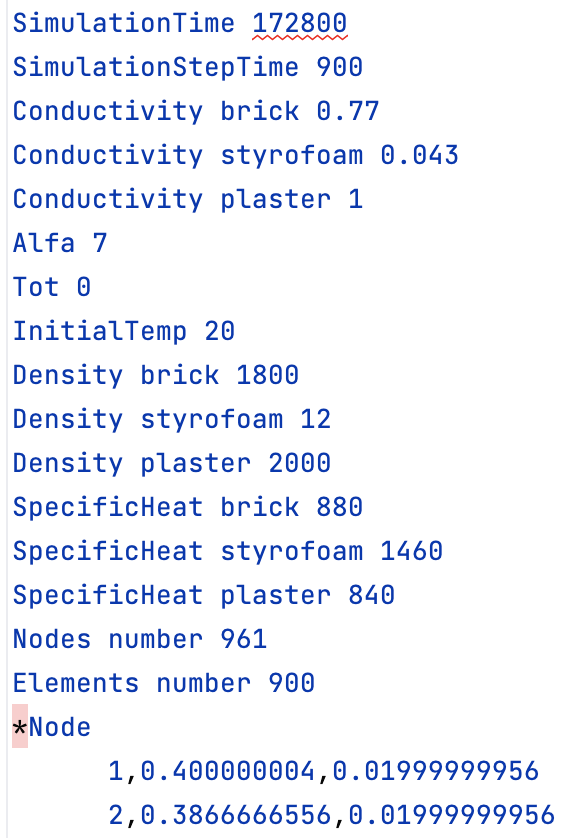 SimulationTime 172800
SimulationStepTime 900
Conductivity brick 0.77
Conductivity styrofoam 0.043
Conductivity plaster 1
Alfa 7
Tot 0
InitialTemp 20
Density brick 1800
Density styrofoam 12
Density plaster 2000
SpecificHeat brick 880
SpecificHeat styrofoam 1460
SpecificHeat plaster 840
Nodes number 961
Elements number 900
*Node
1,0.400000004,0.01999999956
2,0.3866666556,0.01999999956